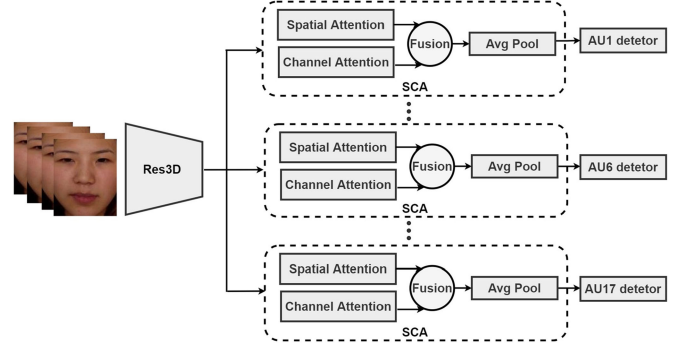 Spatial Attention
Channel Attention
Fusion
Avg Pool
AU1 detetor
SCA
Res3D
Spatial Attention
Channel Attention
Fusion
Avg Pool
AU6 detetor
SCA
Spatial Attention
Channel Attention
Fusion
Avg Pool
AU17 detetor
SCA